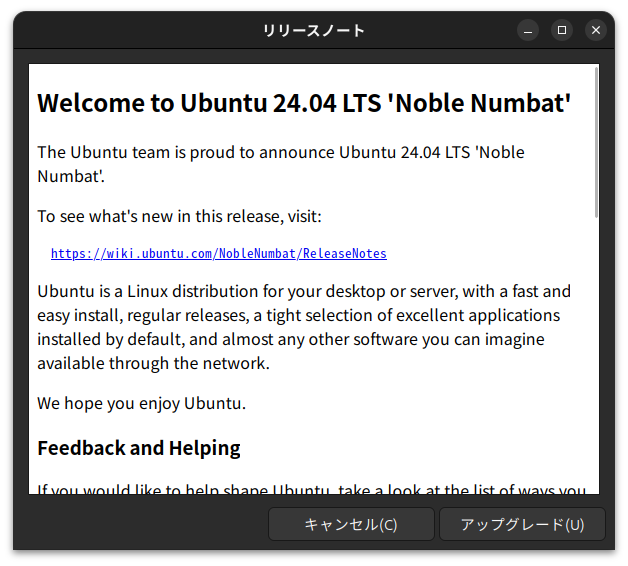 リリースノート
Welcome to Ubuntu 24.04 LTS 'Noble Numbat'
The Ubuntu team is proud to announce Ubuntu 24.04 LTS 'Noble
Numbat'.
To see what's new in this release, visit:
https://wiki.ubuntu.com/NobleNumbat/ReleaseNotes
Ubuntu is a Linux distribution for your desktop or server, with a fast and
easy install, regular releases, a tight selection of excellent applications
installed by default, and almost any other software you can imagine
available through the network.
We hope you enjoy Ubuntu.
Feedback and Helping
If you would like to help shape Ubuntu, take a look at the list of ways you
キャンセル(C)
アップグレード(U)